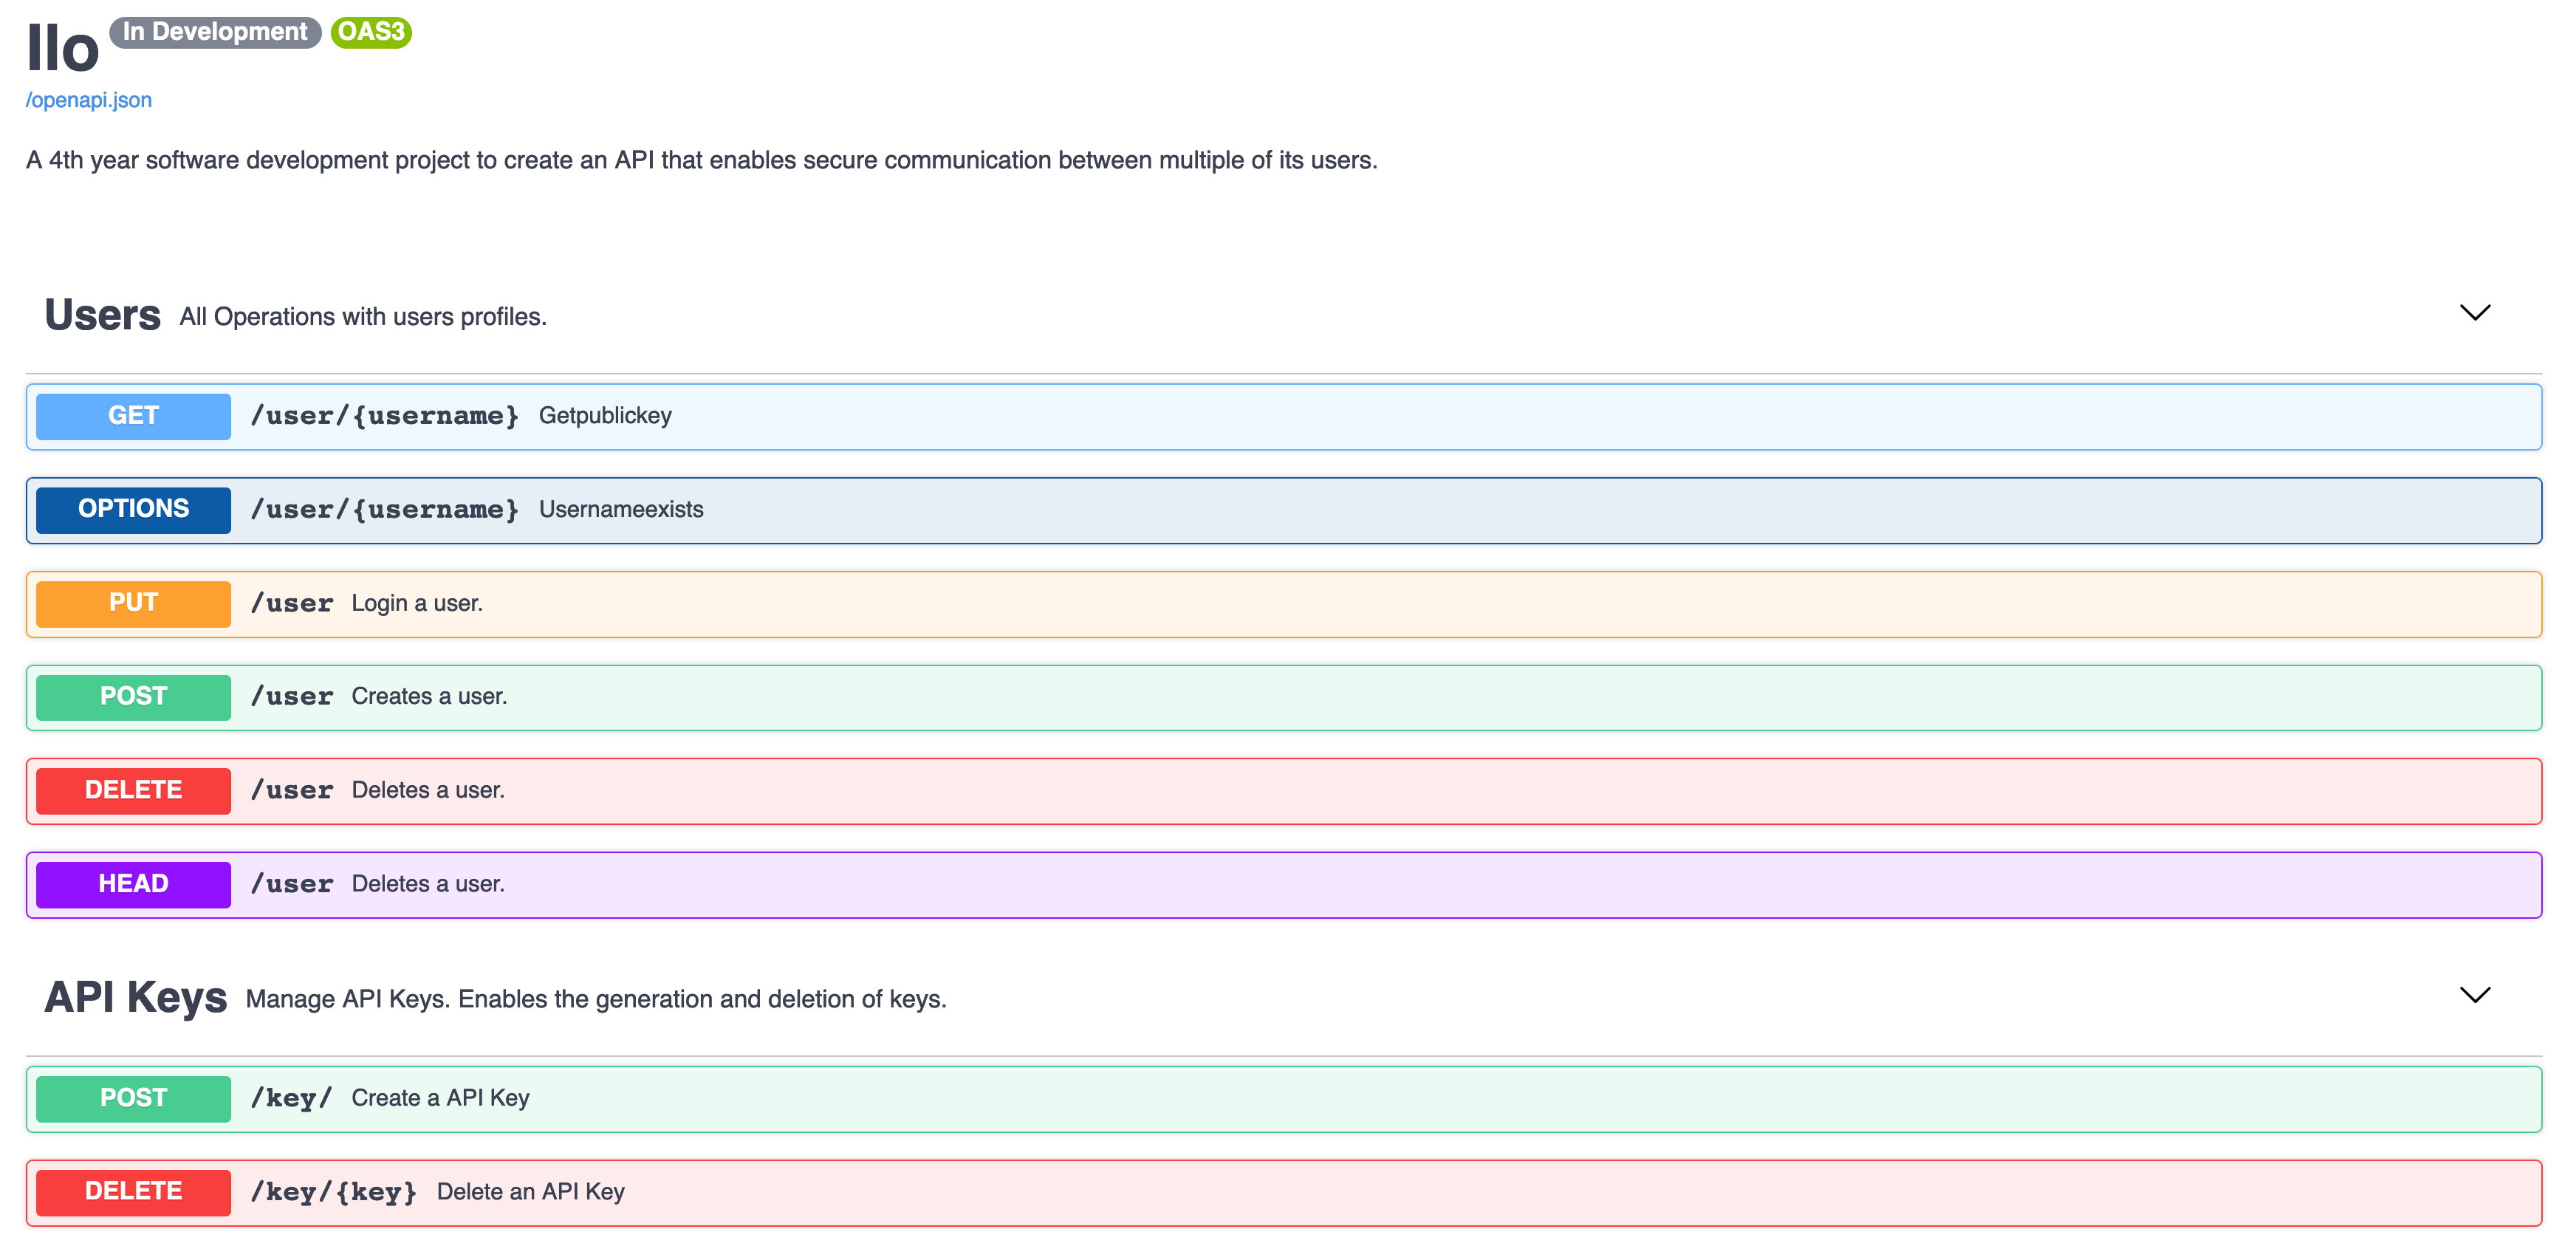 llo In Development OAS3
/openapi.json
A 4th year software development project to create an API that enables secure communication between multiple of its users.
Users All Operations with users profiles.
GET /user/{username} Getpublickey
OPTIONS /user/{username} Usernameexists
PUT /user Login a user.
POST /user Creates a user.
DELETE /user Deletes a user.
HEAD /user Deletes a user.
API Keys Manage API Keys. Enables the generation and deletion of keys.
POST /key/ Create a API Key
DELETE /key/{key} Delete an API Key